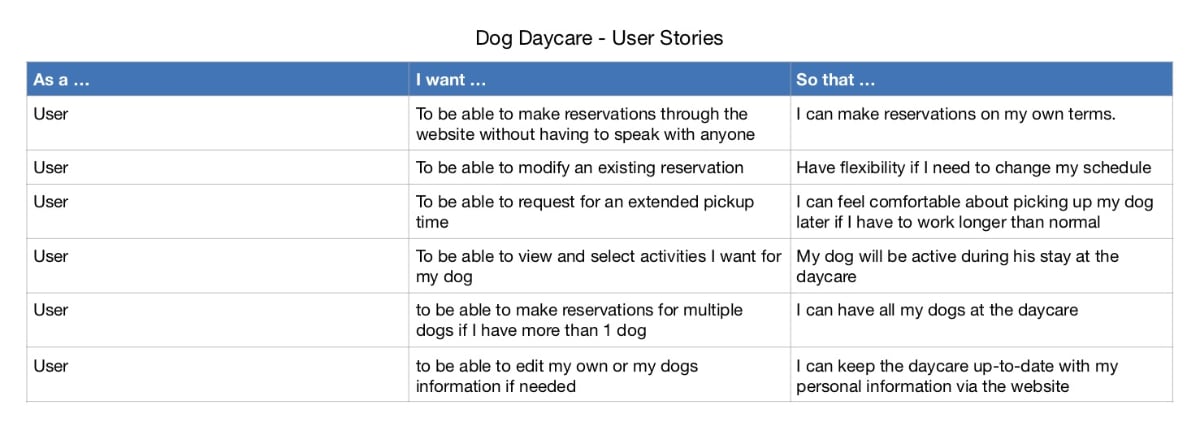 Dog Daycare - User Stories
As a … I want … So that …
User To be able to make reservations through the I can make reservations on my own terms.
website without having to speak with anyone
User To be able to modify an existing reservation Have flexibility if I need to change my schedule
User To be able to request for an extended pickup I can feel comfortable about picking up my dog
time later if I have to work longer than normal
User To be able to view and select activities I want for My dog will be active during his stay at the
my dog daycare
User to be able to make reservations for multiple I can have all my dogs at the daycare
dogs if I have more than 1 dog
User to be able to edit my own or my dogs I can keep the daycare up-to-date with my
information if needed personal information via the website